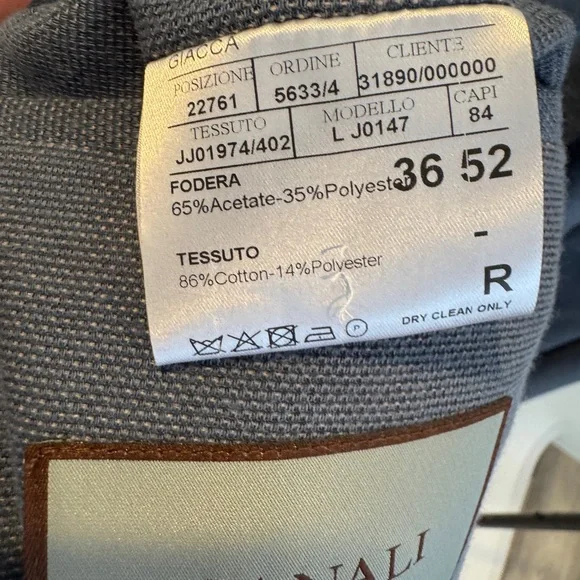 GIACCA
POSIZIONE ORDINE CLIENTE
22761 5633/4 31890/000000
TESSUTO MODELLO CAPI
JJ01974/402 L J0147 84
FODERA
65%Acetate-35%Polyester 36 52
TESSUTO -
86%Cotton-14%Polyester R
P DRY CLEAN ONLY